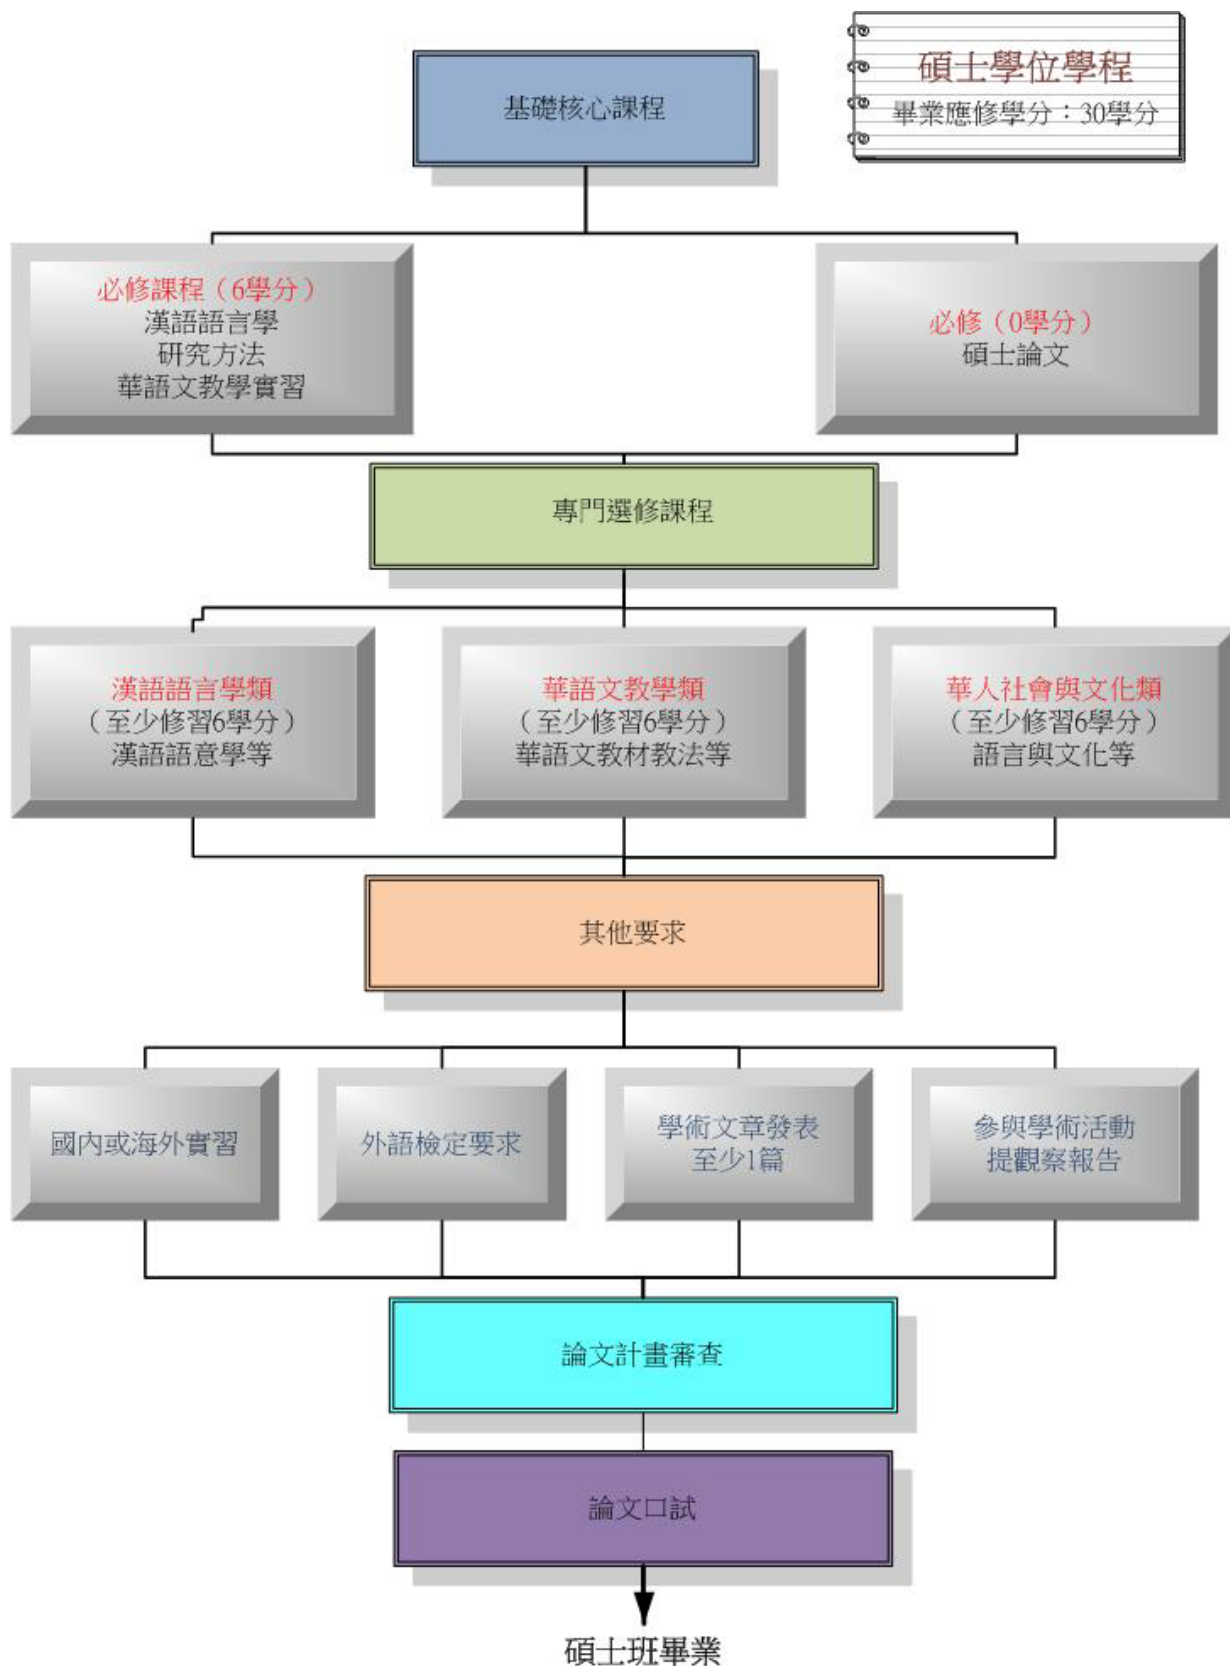 碩士學位學程
畢業應修學分：30學分
基礎核心課程
必修課程（6學分）
漢語語言學
研究方法
華語文教學實習
必修（0學分）
碩士論文
專門選修課程
漢語語言學類
（至少修習6學分）
漢語語意學等
華語文教學類
（至少修習6學分）
華語文教材教法等
華人社會與文化類
（至少修習6學分）
語言與文化等
其他要求
國內或海外實習
外語檢定要求
學術文章發表
至少1篇
參與學術活動
提觀察報告
論文計畫審查
論文口試
碩士班畢業